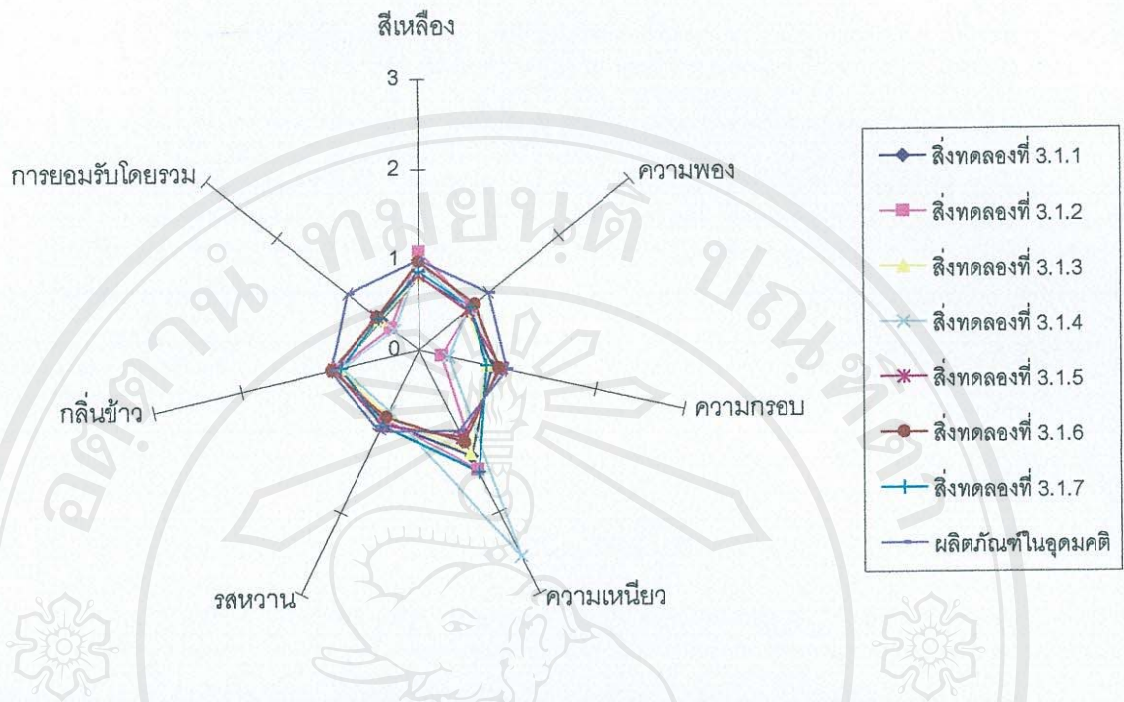 สีเหลือง
3
2
1
0
ความพอง
ความกรอบ
ความเหนียว
รสหวาน
กลิ่นข้าว
การยอมรับโดยรวม
สิ่งทดลองที่ 3.1.1
สิ่งทดลองที่ 3.1.2
สิ่งทดลองที่ 3.1.3
สิ่งทดลองที่ 3.1.4
สิ่งทดลองที่ 3.1.5
สิ่งทดลองที่ 3.1.6
สิ่งทดลองที่ 3.1.7
ผลิตภัณฑ์ในอุดมคติ